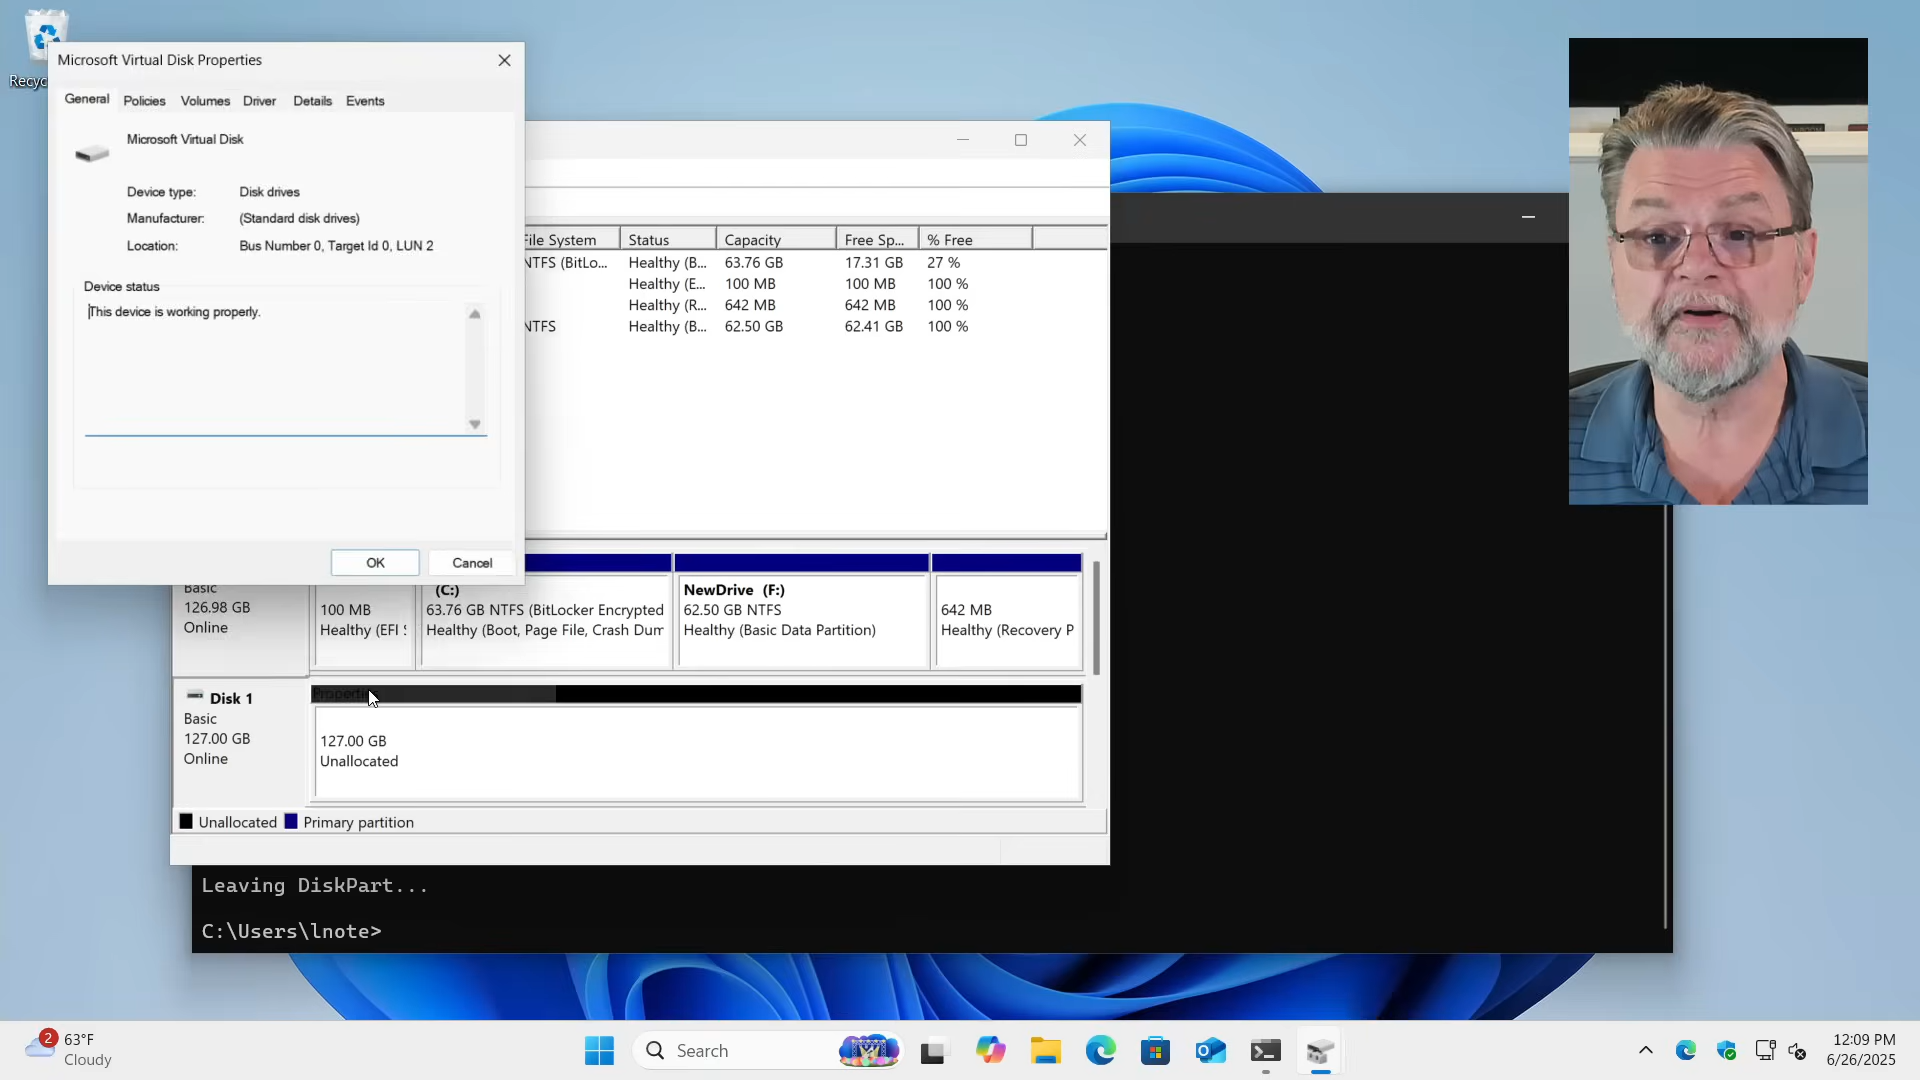 Microsoft Virtual Disk Properties
General Policies Volumes Driver Details Events
Microsoft Virtual Disk
Device type: Disk drives
Manufacturer: (Standard disk drives)
Location: Bus Number 0, Target Id 0, LUN 2
Device status
This device is working properly.
OK Cancel
File System Status Capacity Free Sp... % Free
NTFS (BitLo... Healthy (B... 63.76 GB 17.31 GB 27 %
Healthy (E... 100 MB 100 MB 100 %
Healthy (R... 642 MB 642 MB 100 %
NTFS Healthy (B... 62.50 GB 62.41 GB 100 %
Basic
126.98 GB
Online
100 MB
Healthy (EFI
(C:)
63.76 GB NTFS (BitLocker Encrypted
Healthy (Boot, Page File, Crash Dum
NewDrive (F:)
62.50 GB NTFS
Healthy (Basic Data Partition)
642 MB
Healthy (Recovery P
Disk 1
Basic
127.00 GB
Online
127.00 GB
Unallocated
Unallocated Primary partition
Leaving DiskPart...
C:\Users\lnote>
2
63°F
Cloudy
Search
12:09 PM
6/26/2025